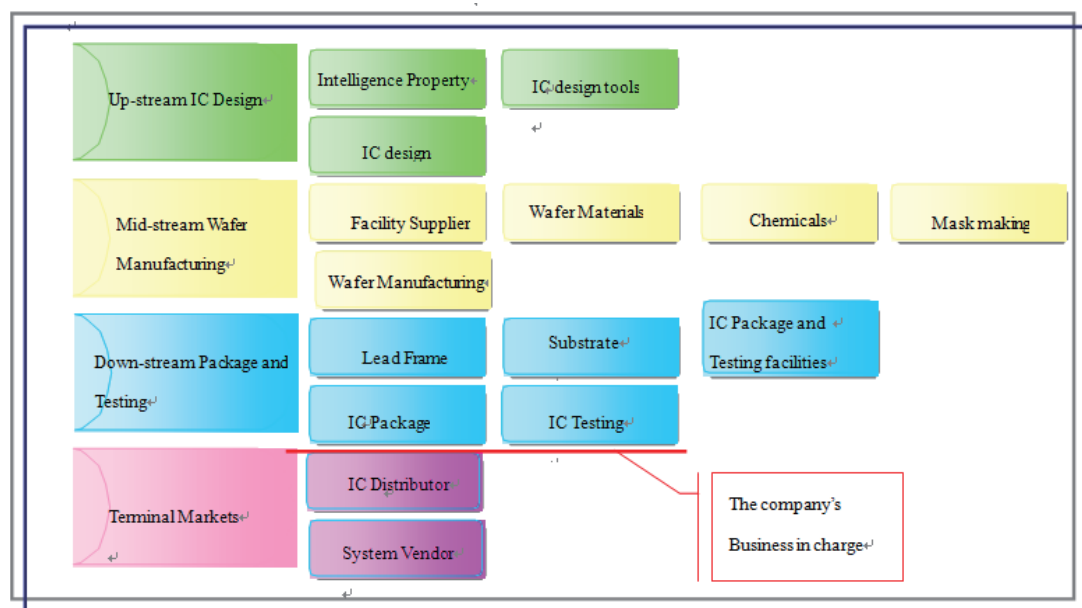 Up-stream IC Design
Intelligence Property
IC design tools
IC design
Mid-stream Wafer
Manufacturing
Facility Supplier
Wafer Materials
Chemicals
Mask making
Wafer Manufacturing
Down-stream Package and
Testing
Lead Frame
Substrate
IC Package and
Testing facilities
IC Package
IC Testing
Terminal Markets
IC Distributor
System Vendor
The company’s
Business in charge